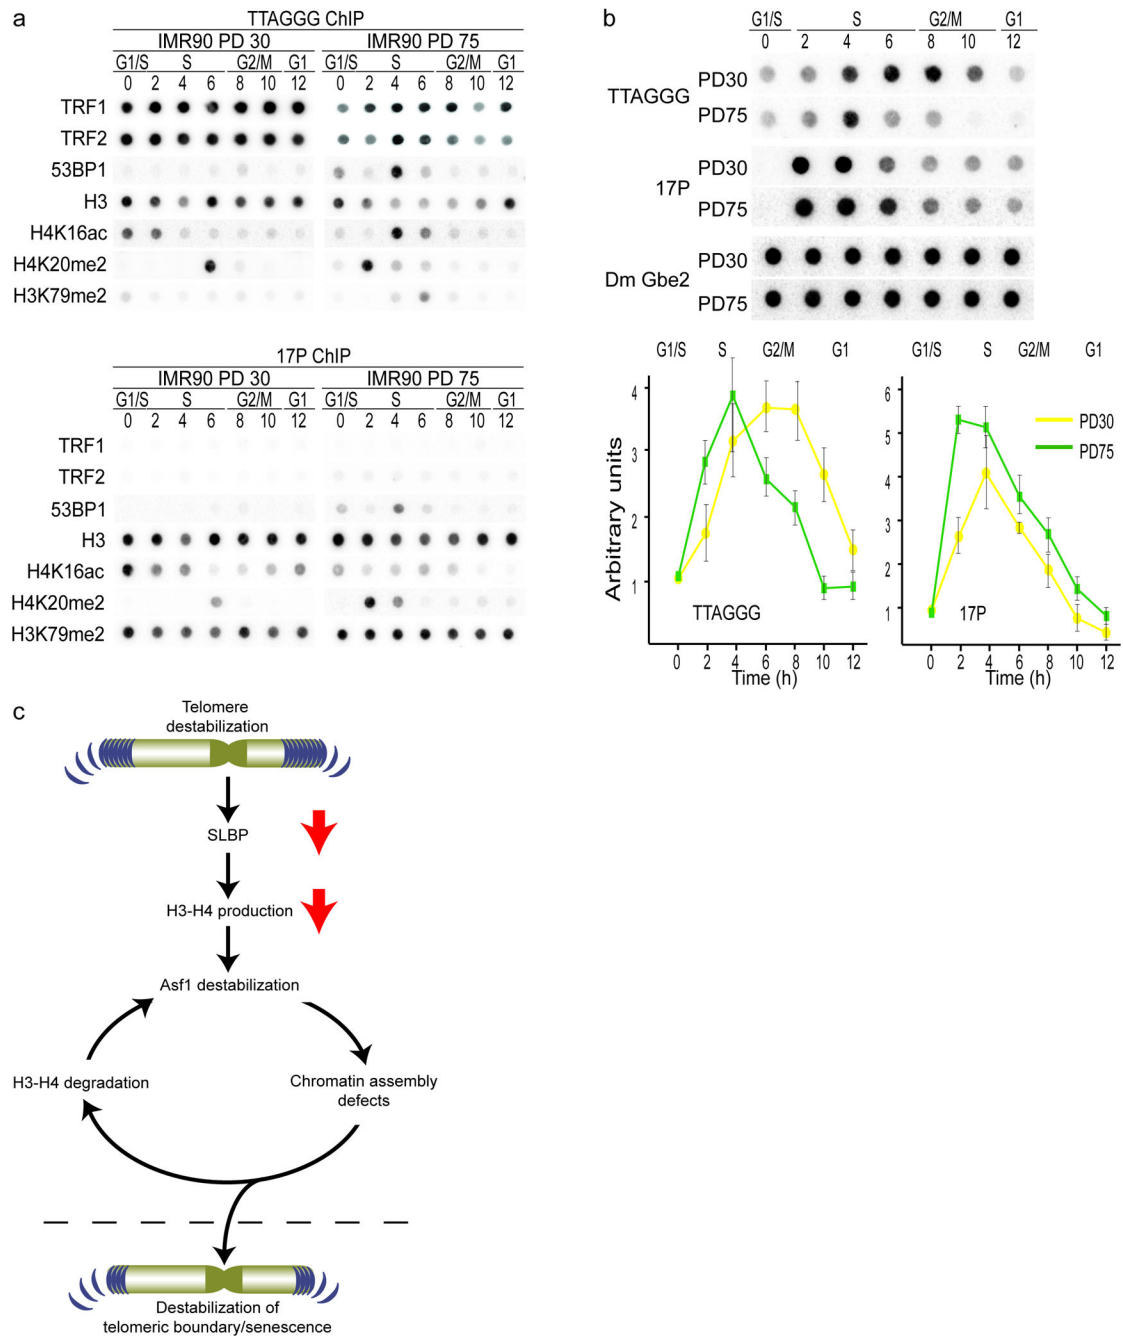 a
TTAGGG ChIP
IMR90 PD 30 IMR90 PD 75
G1/S S G2/M G1 G1/S S G2/M G1
0 2 4 6 8 10 12 0 2 4 6 8 10 12
TRF1
TRF2
53BP1
H3
H4K16ac
H4K20me2
H3K79me2
17P ChIP
IMR90 PD 30 IMR90 PD 75
G1/S S G2/M G1 G1/S S G2/M G1
0 2 4 6 8 10 12 0 2 4 6 8 10 12
TRF1
TRF2
53BP1
H3
H4K16ac
H4K20me2
H3K79me2
b
G1/S S G2/M G1
0 2 4 6 8 10 12
TTAGGG
PD30
PD75
17P
PD30
PD75
Dm Gbe2
PD30
PD75
G1/S S G2/M G1
Arbitrary units
4
3
2
1
TTAGGG
0 2 4 6 8 10 12
Time (h)
G1/S S G2/M G1
6
5
4
3
2
1
17P
0 2 4 6 8 10 12
Time (h)
PD30
PD75
c
Telomere
destabilization
SLBP
H3-H4 production
Asf1 destabilization
H3-H4 degradation
Chromatin assembly
defects
Destabilization of
telomeric boundary/senescence